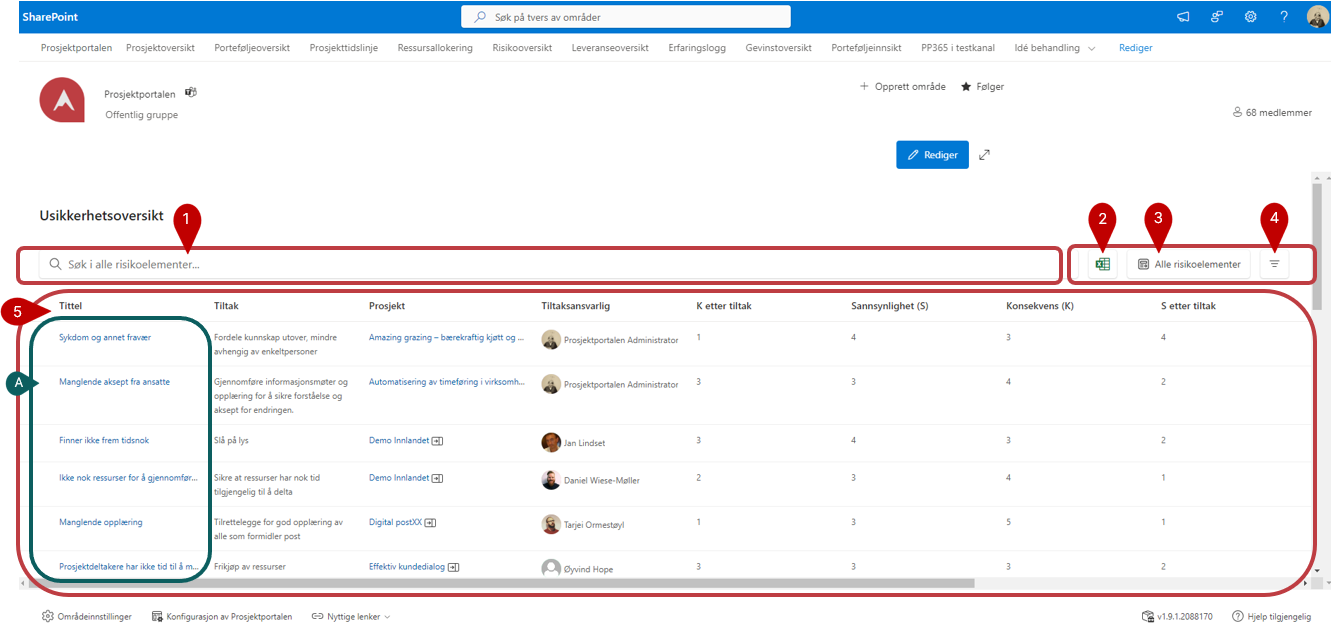 SharePoint
Søk på tvers av områder
Prosjektportalen Prosjektoversikt Porteføljeoversikt Prosjekttidslinje Ressursallokering Risikooversikt Leveranseoversikt Erfaringslogg Gevinstoversikt Porteføljeinnsikt PP365 i testkanal Idé behandling Rediger
Prosjektportalen
Offentlig gruppe
Opprett område Følger
68 medlemmer
Rediger
Usikkerhetsoversikt
1
2
3
4
Søk i alle risikoelementer...
Alle risikoelementer
5
Tittel Tiltak Prosjekt Tiltaksansvarlig K etter tiltak Sannsynlighet (S) Konsekvens (K) S etter tiltak
Sykdom og annet fravær Fordele kunnskap utover, mindre Amazing grazing – bærekraftig kjøtt og ... Prosjektportalen Administrator 1 4 3 4
avhengig av enkeltpersoner
A
Manglende aksept fra ansatte Gjennomføre informasjonsmøter og Automatisering av timeføring i virksomh... Prosjektportalen Administrator 3 3 4 2
opplæring for å sikre forståelse og
aksept for endringen.
Finner ikke frem tidsnok Slå på lys Demo Innlandet Jan Lindset 3 4 3 2
Ikke nok ressurser for å gjennomfør... Sikre at ressurser har nok tid Demo Innlandet Daniel Wiese-Møller 2 3 4 1
tilgjengelig til å delta
Manglende opplæring Tilrettelegge for god opplæring av Digital postXX Tarjei Ormestøyl 1 3 5 1
alle som formidler post
Prosjektdeltakere har ikke tid til å m... Frikjøp av ressurser Effektiv kundedialog Øyvind Hope 3 3 3 2
Områdeinnstillinger Konfigurasjon av Prosjektportalen Nyttige lenker v1.9.1.2088170 Hjelp tilgjengelig